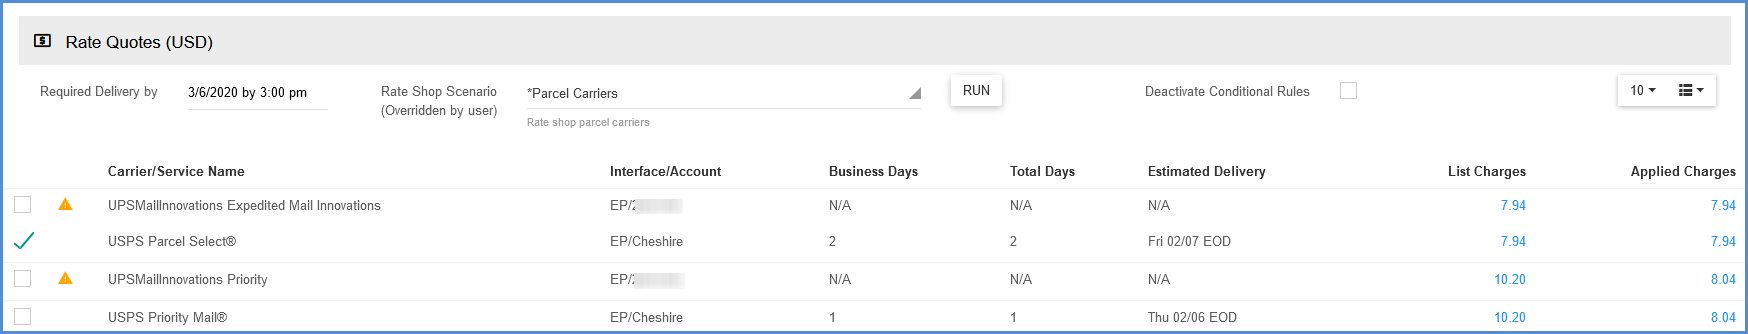 Rate Quotes (USD)
Required Delivery by 3/6/2020 by 3:00 pm Rate Shop Scenario *Parcel Carriers RUN Deactivate Conditional Rules 10
(Overridden by user)
Rate shop parcel carriers
Carrier/Service Name Interface/Account Business Days Total Days Estimated Delivery List Charges Applied Charges
UPSMailInnovations Expedited Mail Innovations EP/ N/A N/A N/A 7.94 7.94
USPS Parcel Select® EP/Cheshire 2 2 Fri 02/07 EOD 7.94 7.94
UPSMailInnovations Priority EP/ N/A N/A N/A 10.20 8.04
USPS Priority Mail® EP/Cheshire 1 1 Thu 02/06 EOD 10.20 8.04